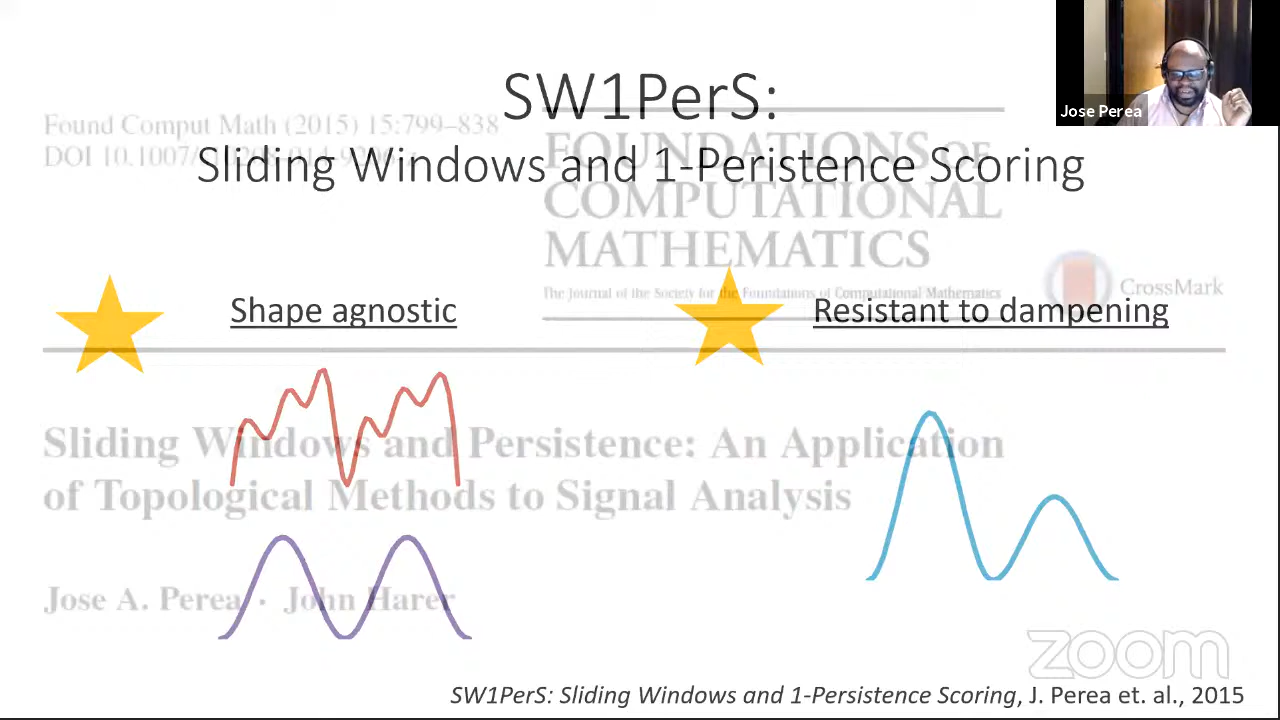 SW1PerS:
Found Comput Math (2015) 15:799–838
DOI 10.1007/
Sliding Windows and 1-Peristence Scoring
FOUNDATIONS OF
COMPUTATIONAL
MATHEMATICS
The Journal of the Society for the Foundations of Computational Mathematics
CrossMark
Shape agnostic
Resistant to dampening
Sliding Windows and Persistence: An Application
of Topological Methods to Signal Analysis
Jose A. Perea · John Harer
SW1PerS: Sliding Windows and 1-Persistence Scoring, J. Perea et. al., 2015
Jose Perea
zoom